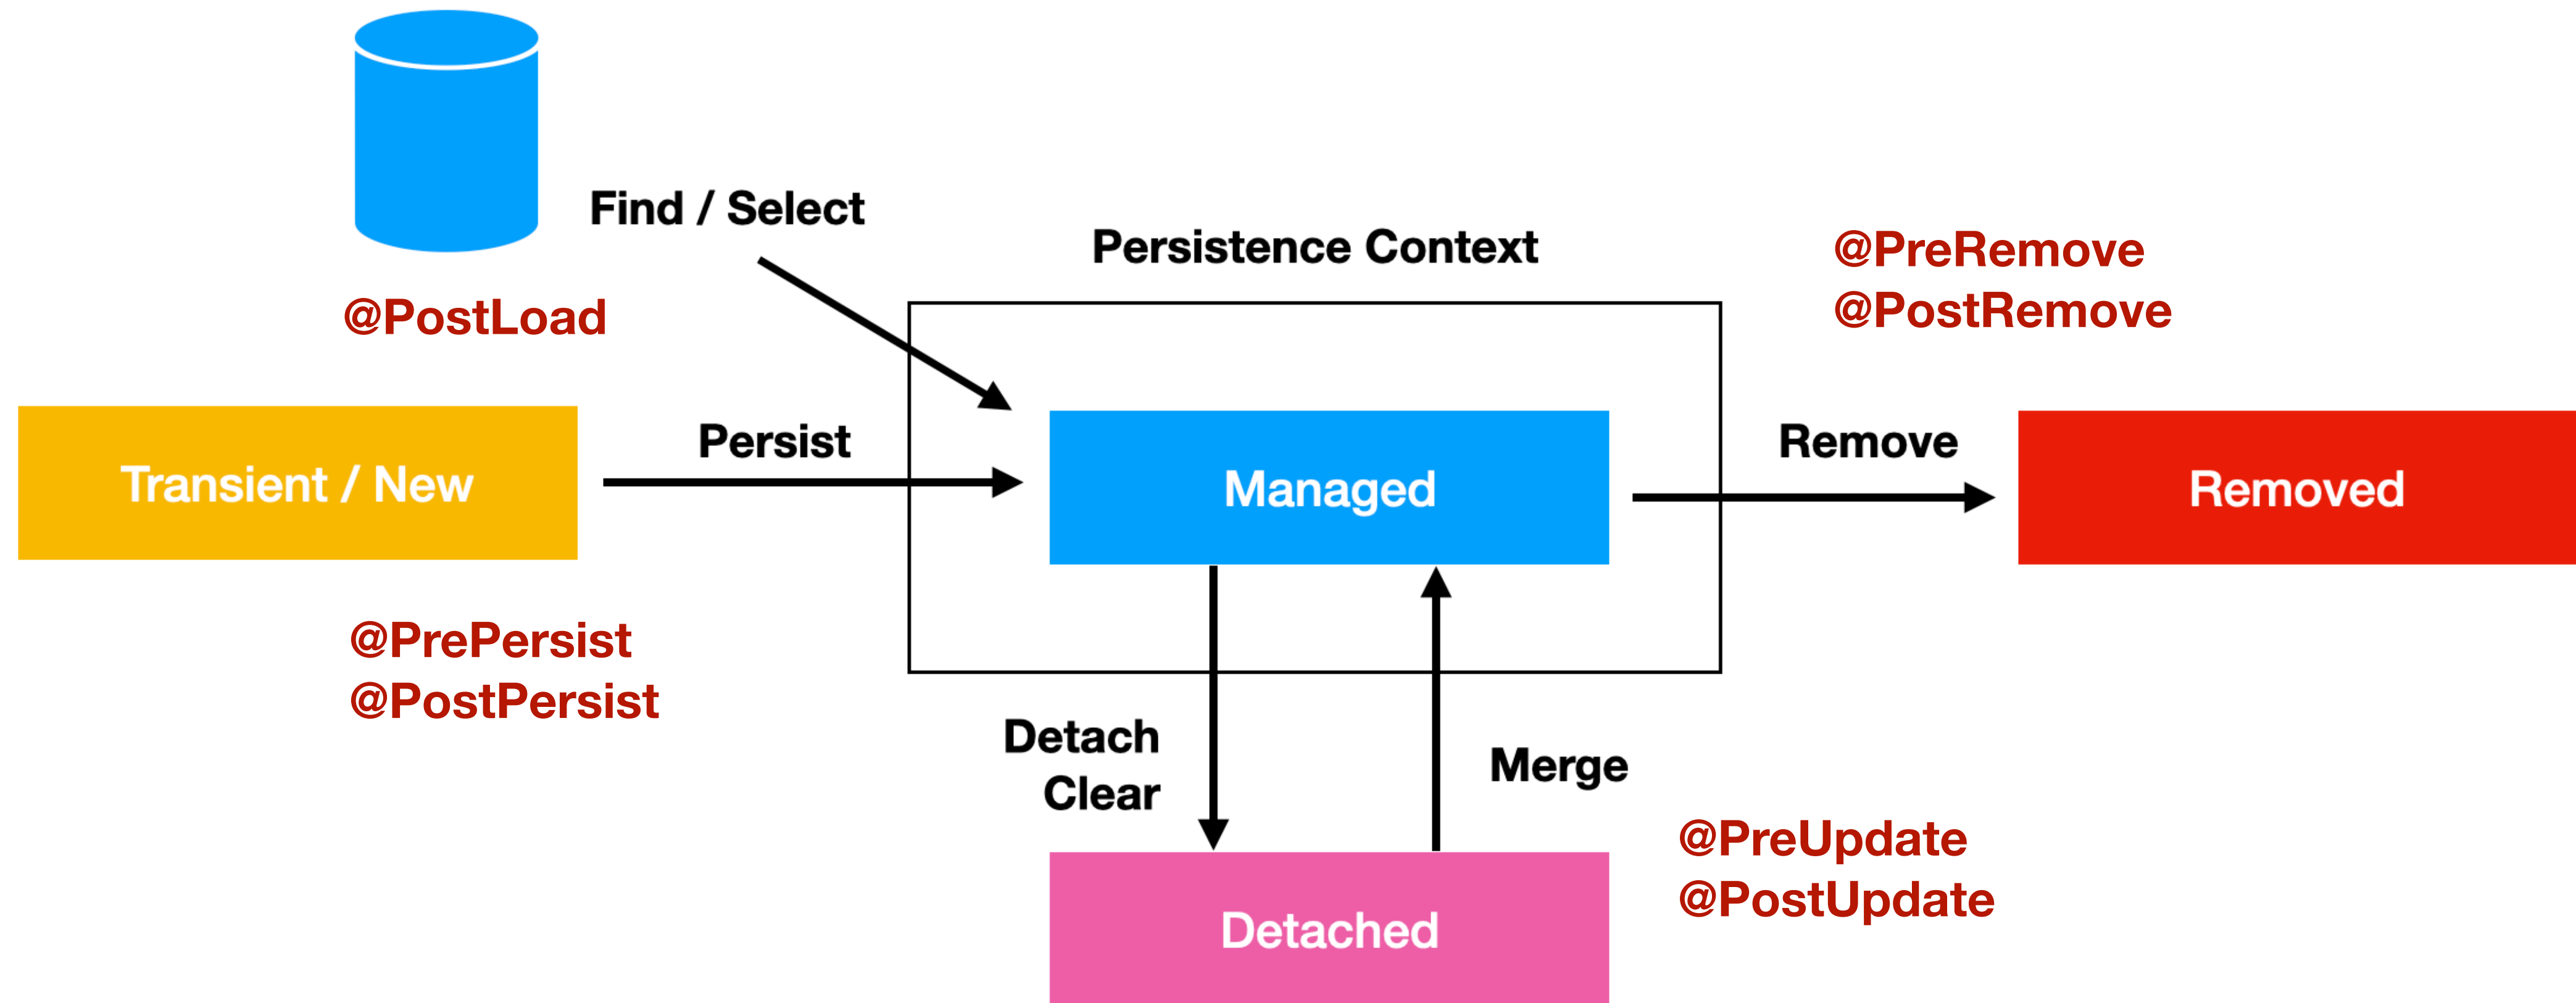 Find / Select
@PostLoad
Persistence Context
@PreRemove
@PostRemove
Transient / New
Persist
Managed
Remove
Removed
@PrePersist
@PostPersist
Detach
Clear
Merge
@PreUpdate
@PostUpdate
Detached